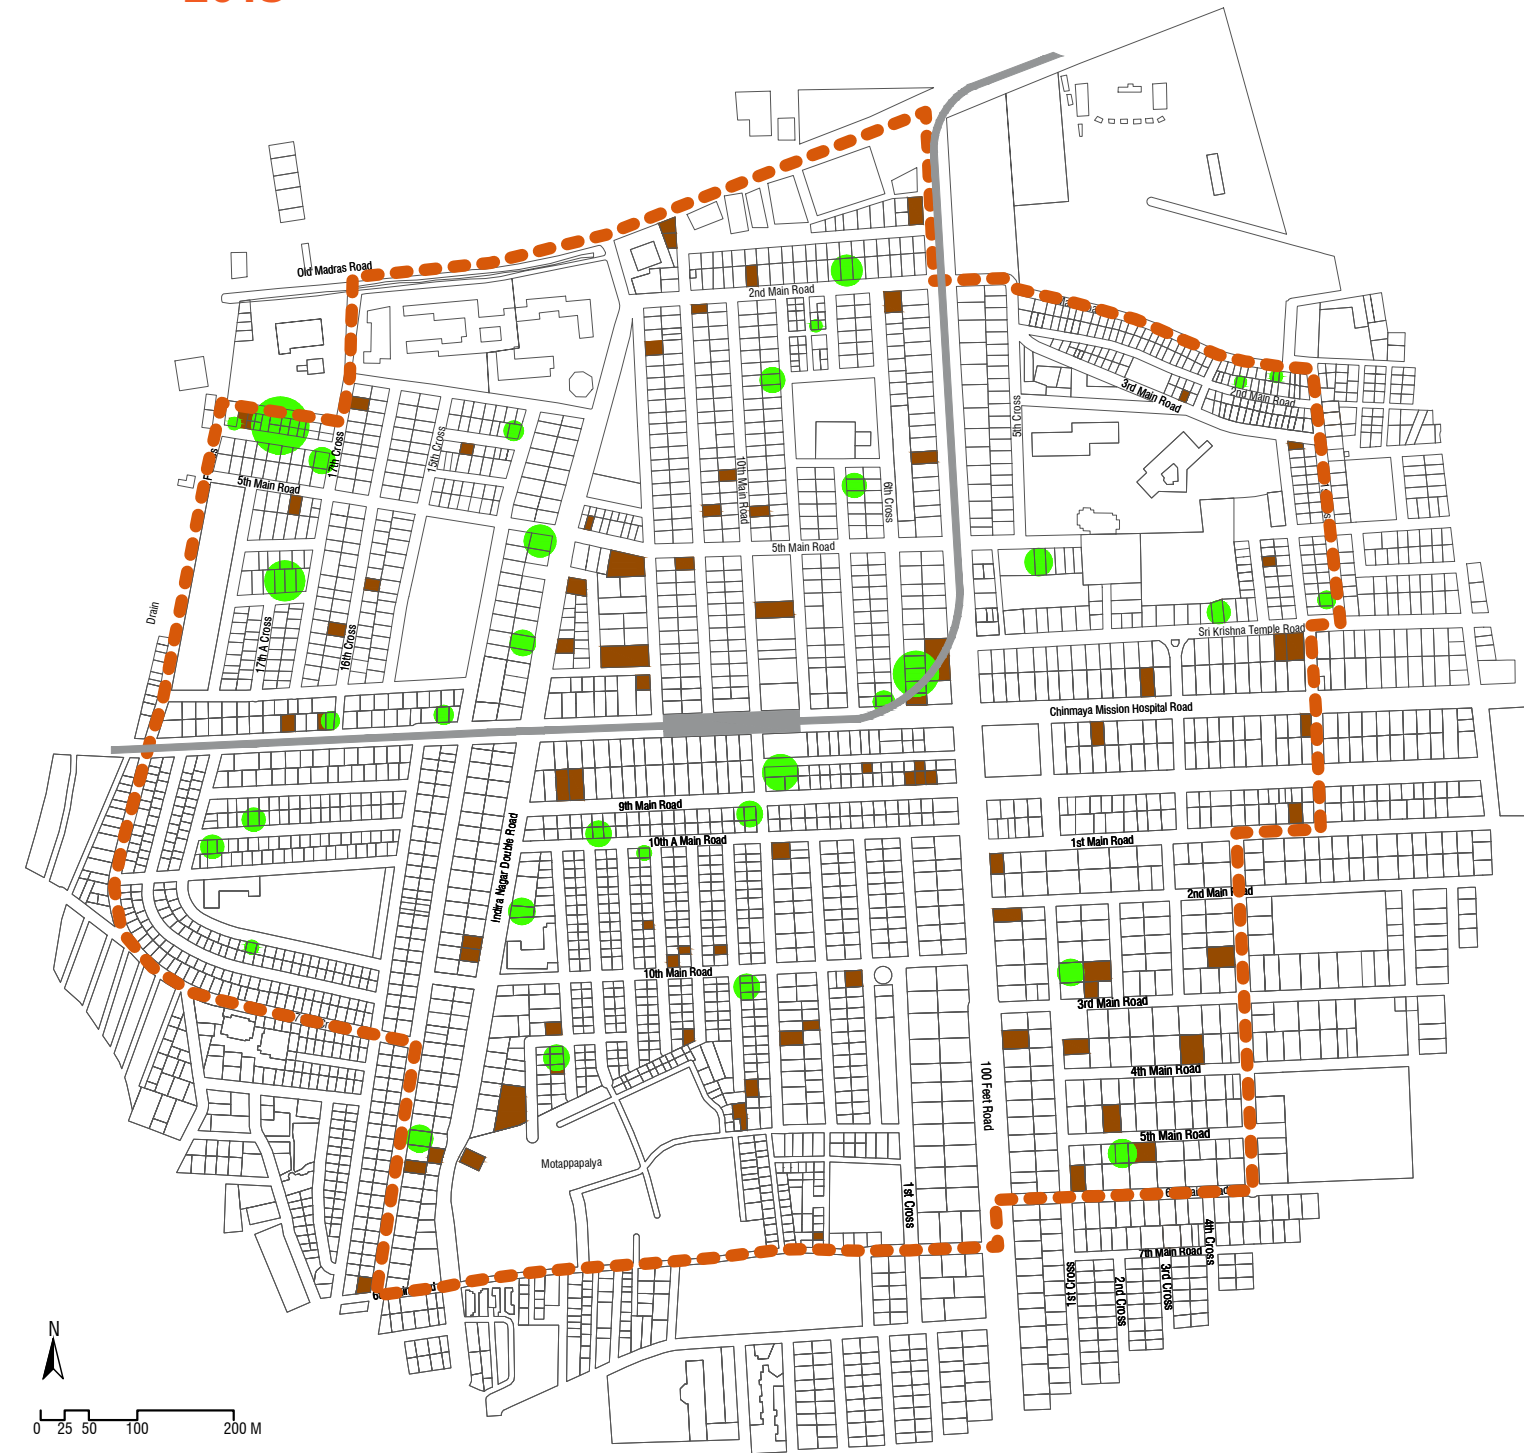 Old Madras Road
2nd Main Road
3rd Main Road
2nd Main Road
5th Cross
17th Cross
15th Cross
10th Main Road
6th Cross
5th Main Road
5th Main Road
Drain
17th A Cross
16th Cross
Sri Krishna Temple Road
Chinmaya Mission Hospital Road
9th Main Road
10th A Main Road
Indira Nagar Double Road
1st Main Road
2nd Main Road
10th Main Road
3rd Main Road
4th Main Road
100 Feet Road
5th Main Road
Motappapalya
1st Cross
4th Cross
7th Main Road
1st Cross
2nd Cross
3rd Cross
N
0 25 50 100 200 M